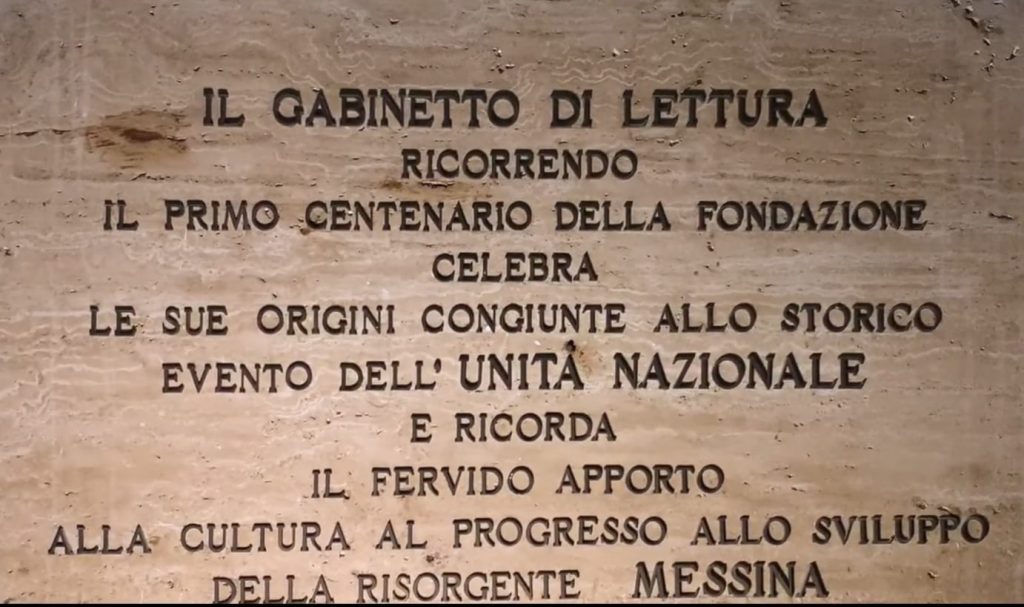 IL GABINETTO DI LETTURA
RICORRENDO
IL PRIMO CENTENARIO DELLA FONDAZIONE
CELEBRA
LE SUE ORIGINI CONGIUNTE ALLO STORICO
EVENTO DELL'UNITÀ NAZIONALE
E RICORDA
IL FERVIDO APPORTO
ALLA CULTURA AL PROGRESSO ALLO SVILUPPO
DELLA RISORGENTE MESSINA